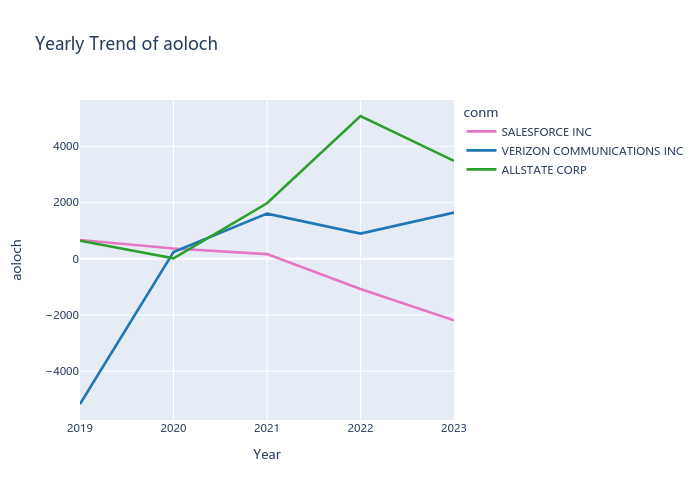 Yearly Trend of aoloch
conm
SALESFORCE INC
VERIZON COMMUNICATIONS INC
ALLSTATE CORP
aoloch
4000
2000
0
−2000
−4000
2019 2020 2021 2022 2023
Year